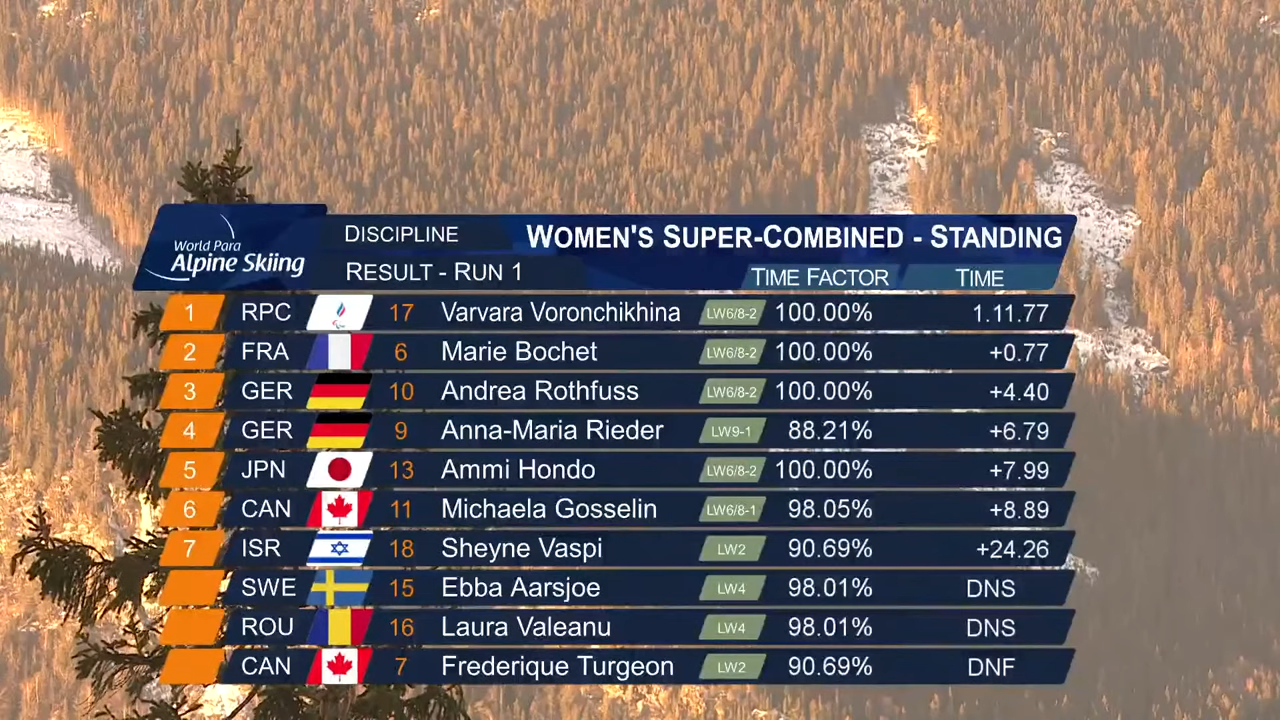 World Para
Alpine Skiing
DISCIPLINE WOMEN'S SUPER-COMBINED - STANDING
RESULT - RUN 1 TIME FACTOR TIME
1 RPC 17 Varvara Voronchikhina LW6/8-2 100.00% 1.11.77
2 FRA 6 Marie Bochet LW6/8-2 100.00% +0.77
3 GER 10 Andrea Rothfuss LW6/8-2 100.00% +4.40
4 GER 9 Anna-Maria Rieder LW9-1 88.21% +6.79
5 JPN 13 Ammi Hondo LW6/8-2 100.00% +7.99
6 CAN 11 Michaela Gosselin LW6/8-1 98.05% +8.89
7 ISR 18 Sheyne Vaspi LW2 90.69% +24.26
SWE 15 Ebba Aarsjoe LW4 98.01% DNS
ROU 16 Laura Valeanu LW4 98.01% DNS
CAN 7 Frederique Turgeon LW2 90.69% DNF